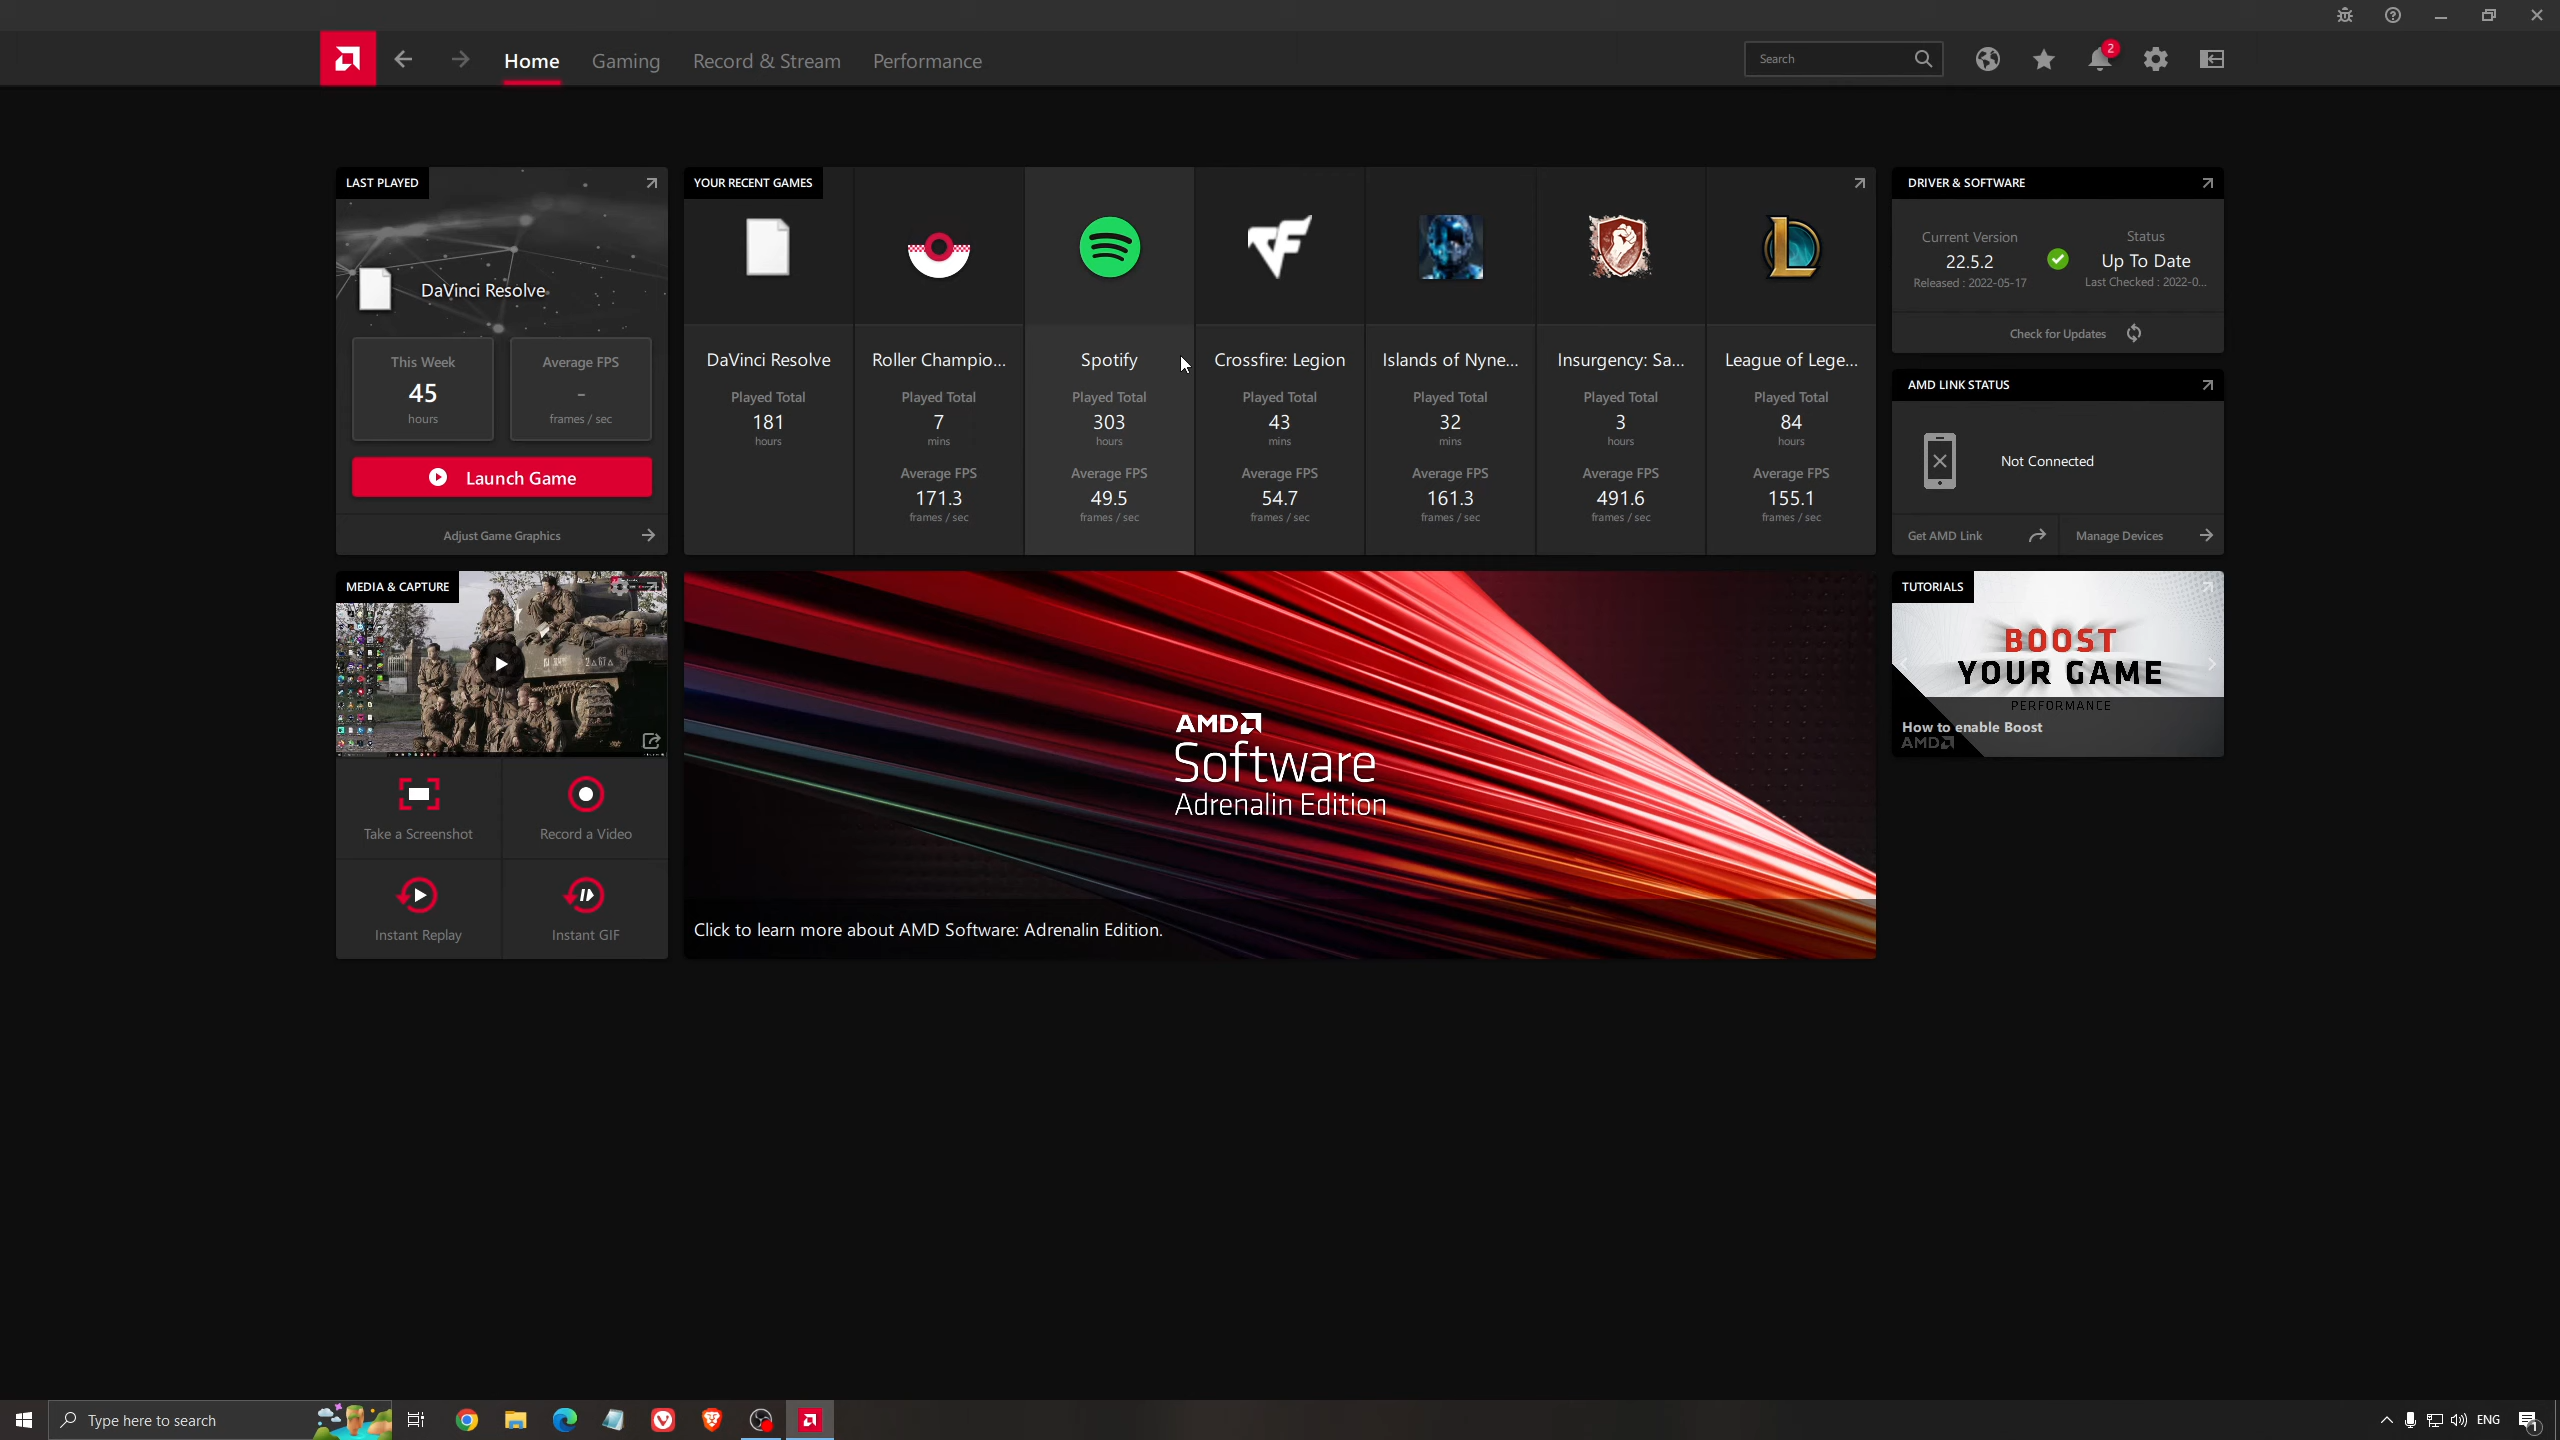 Home
Gaming
Record & Stream
Performance
Search
2
LAST PLAYED
DaVinci Resolve
This Week
45
hours
Average FPS
-
frames / sec
Launch Game
Adjust Game Graphics
YOUR RECENT GAMES
DaVinci Resolve
Played Total
181
hours
Roller Champio...
Played Total
7
mins
Average FPS
171.3
frames / sec
Spotify
Played Total
303
hours
Average FPS
49.5
frames / sec
Crossfire: Legion
Played Total
43
mins
Average FPS
54.7
frames / sec
Islands of Nyne...
Played Total
32
mins
Average FPS
161.3
frames / sec
Insurgency: Sa...
Played Total
3
hours
Average FPS
491.6
frames / sec
League of Lege...
Played Total
84
hours
Average FPS
155.1
frames / sec
DRIVER & SOFTWARE
Current Version
22.5.2
Released : 2022-05-17
Status
Up To Date
Last Checked : 2022-0...
Check for Updates
AMD LINK STATUS
Not Connected
Get AMD Link
Manage Devices
MEDIA & CAPTURE
Take a Screenshot
Record a Video
Instant Replay
Instant GIF
AMD
Software
Adrenalin Edition
Click to learn more about AMD Software: Adrenalin Edition.
TUTORIALS
BOOST
YOUR GAME
PERFORMANCE
How to enable Boost
AMD
Type here to search
ENG
1